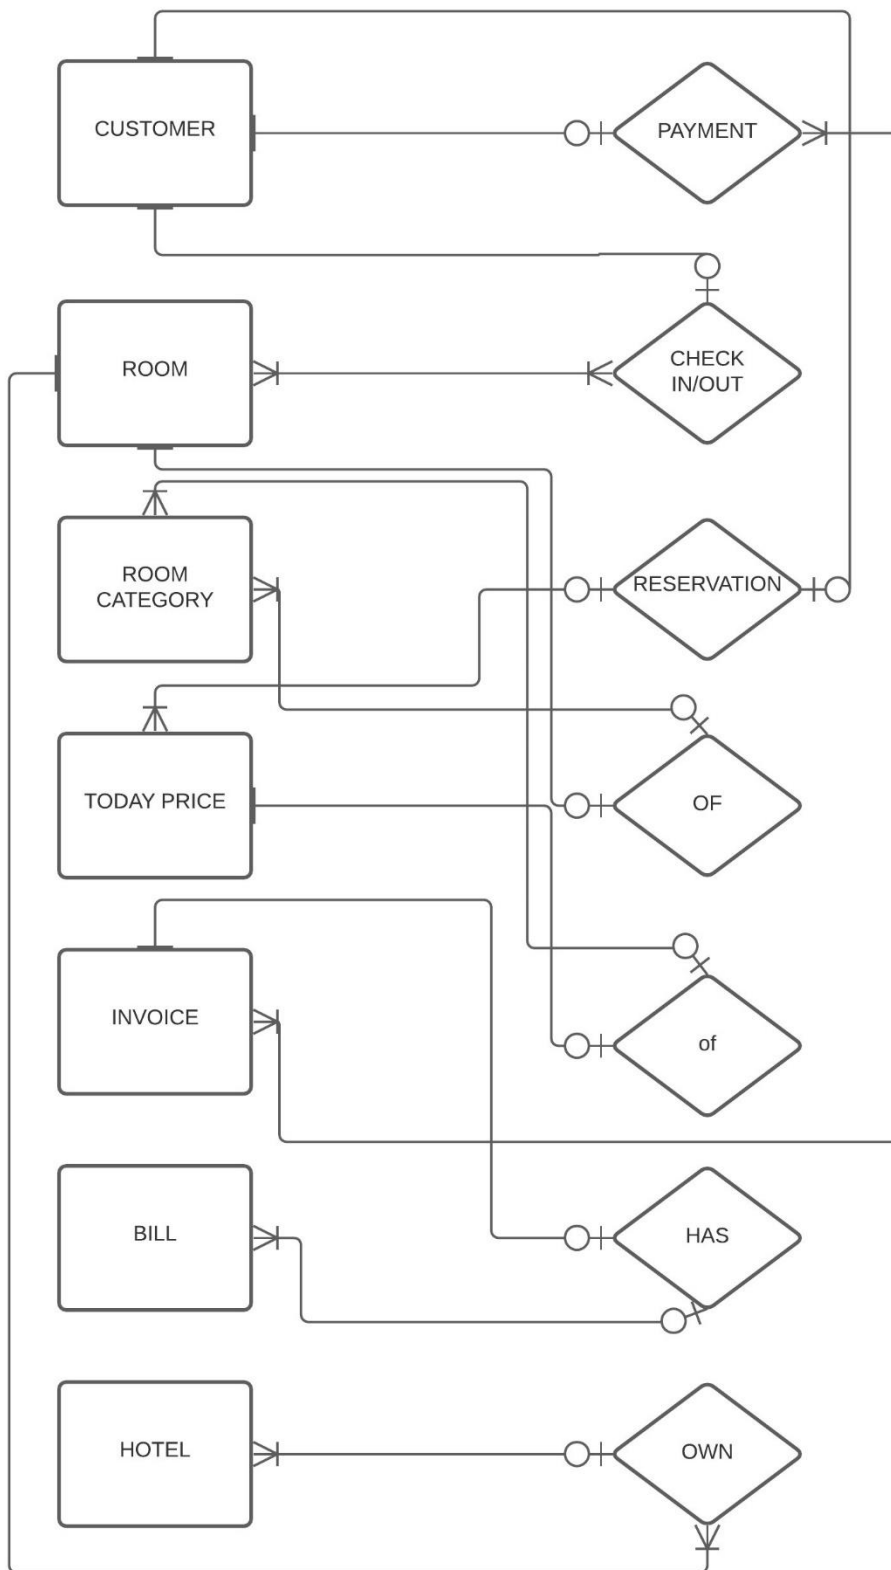 CUSTOMER
PAYMENT
ROOM
CHECK
IN/OUT
ROOM
CATEGORY
RESERVATION
TODAY PRICE
OF
INVOICE
of
BILL
HAS
HOTEL
OWN